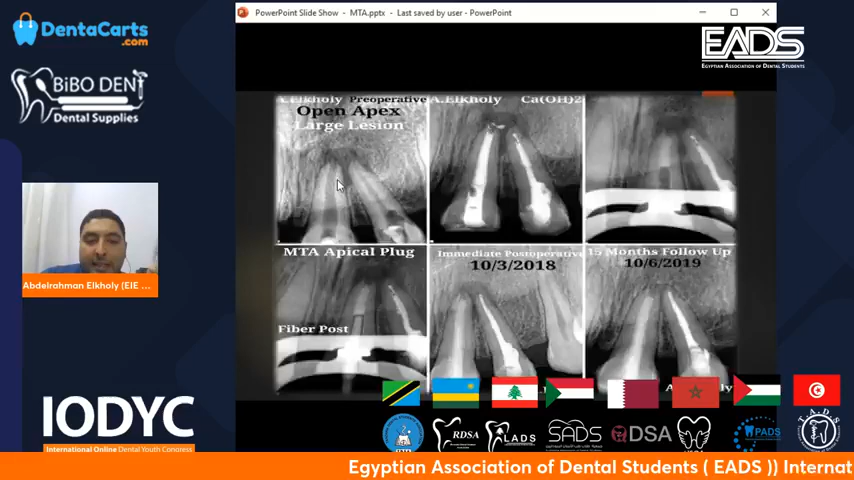 DentaCarts
.com
BiBO DENT
Dental Supplies
PowerPoint Slide Show - MTA.pptx - Last saved by user - PowerPoint
EADS
EGYPTIAN ASSOCIATION OF DENTAL STUDENTS
A.Elkholy Preoperative
Open Apex
Large Lesion
A.Elkholy Ca(OH)2
MTA Apical Plug
Fiber Post
Immediate Postoperative
10/3/2018
15 Months Follow Up
10/6/2019
Abdelrahman Elkholy (EIE ...
IODYC
International Online Dental Youth Congress
RDSA
LADS
SADS
QDSA
PADS
T.A.D.S
Egyptian Association of Dental Students ( EADS )) Internat